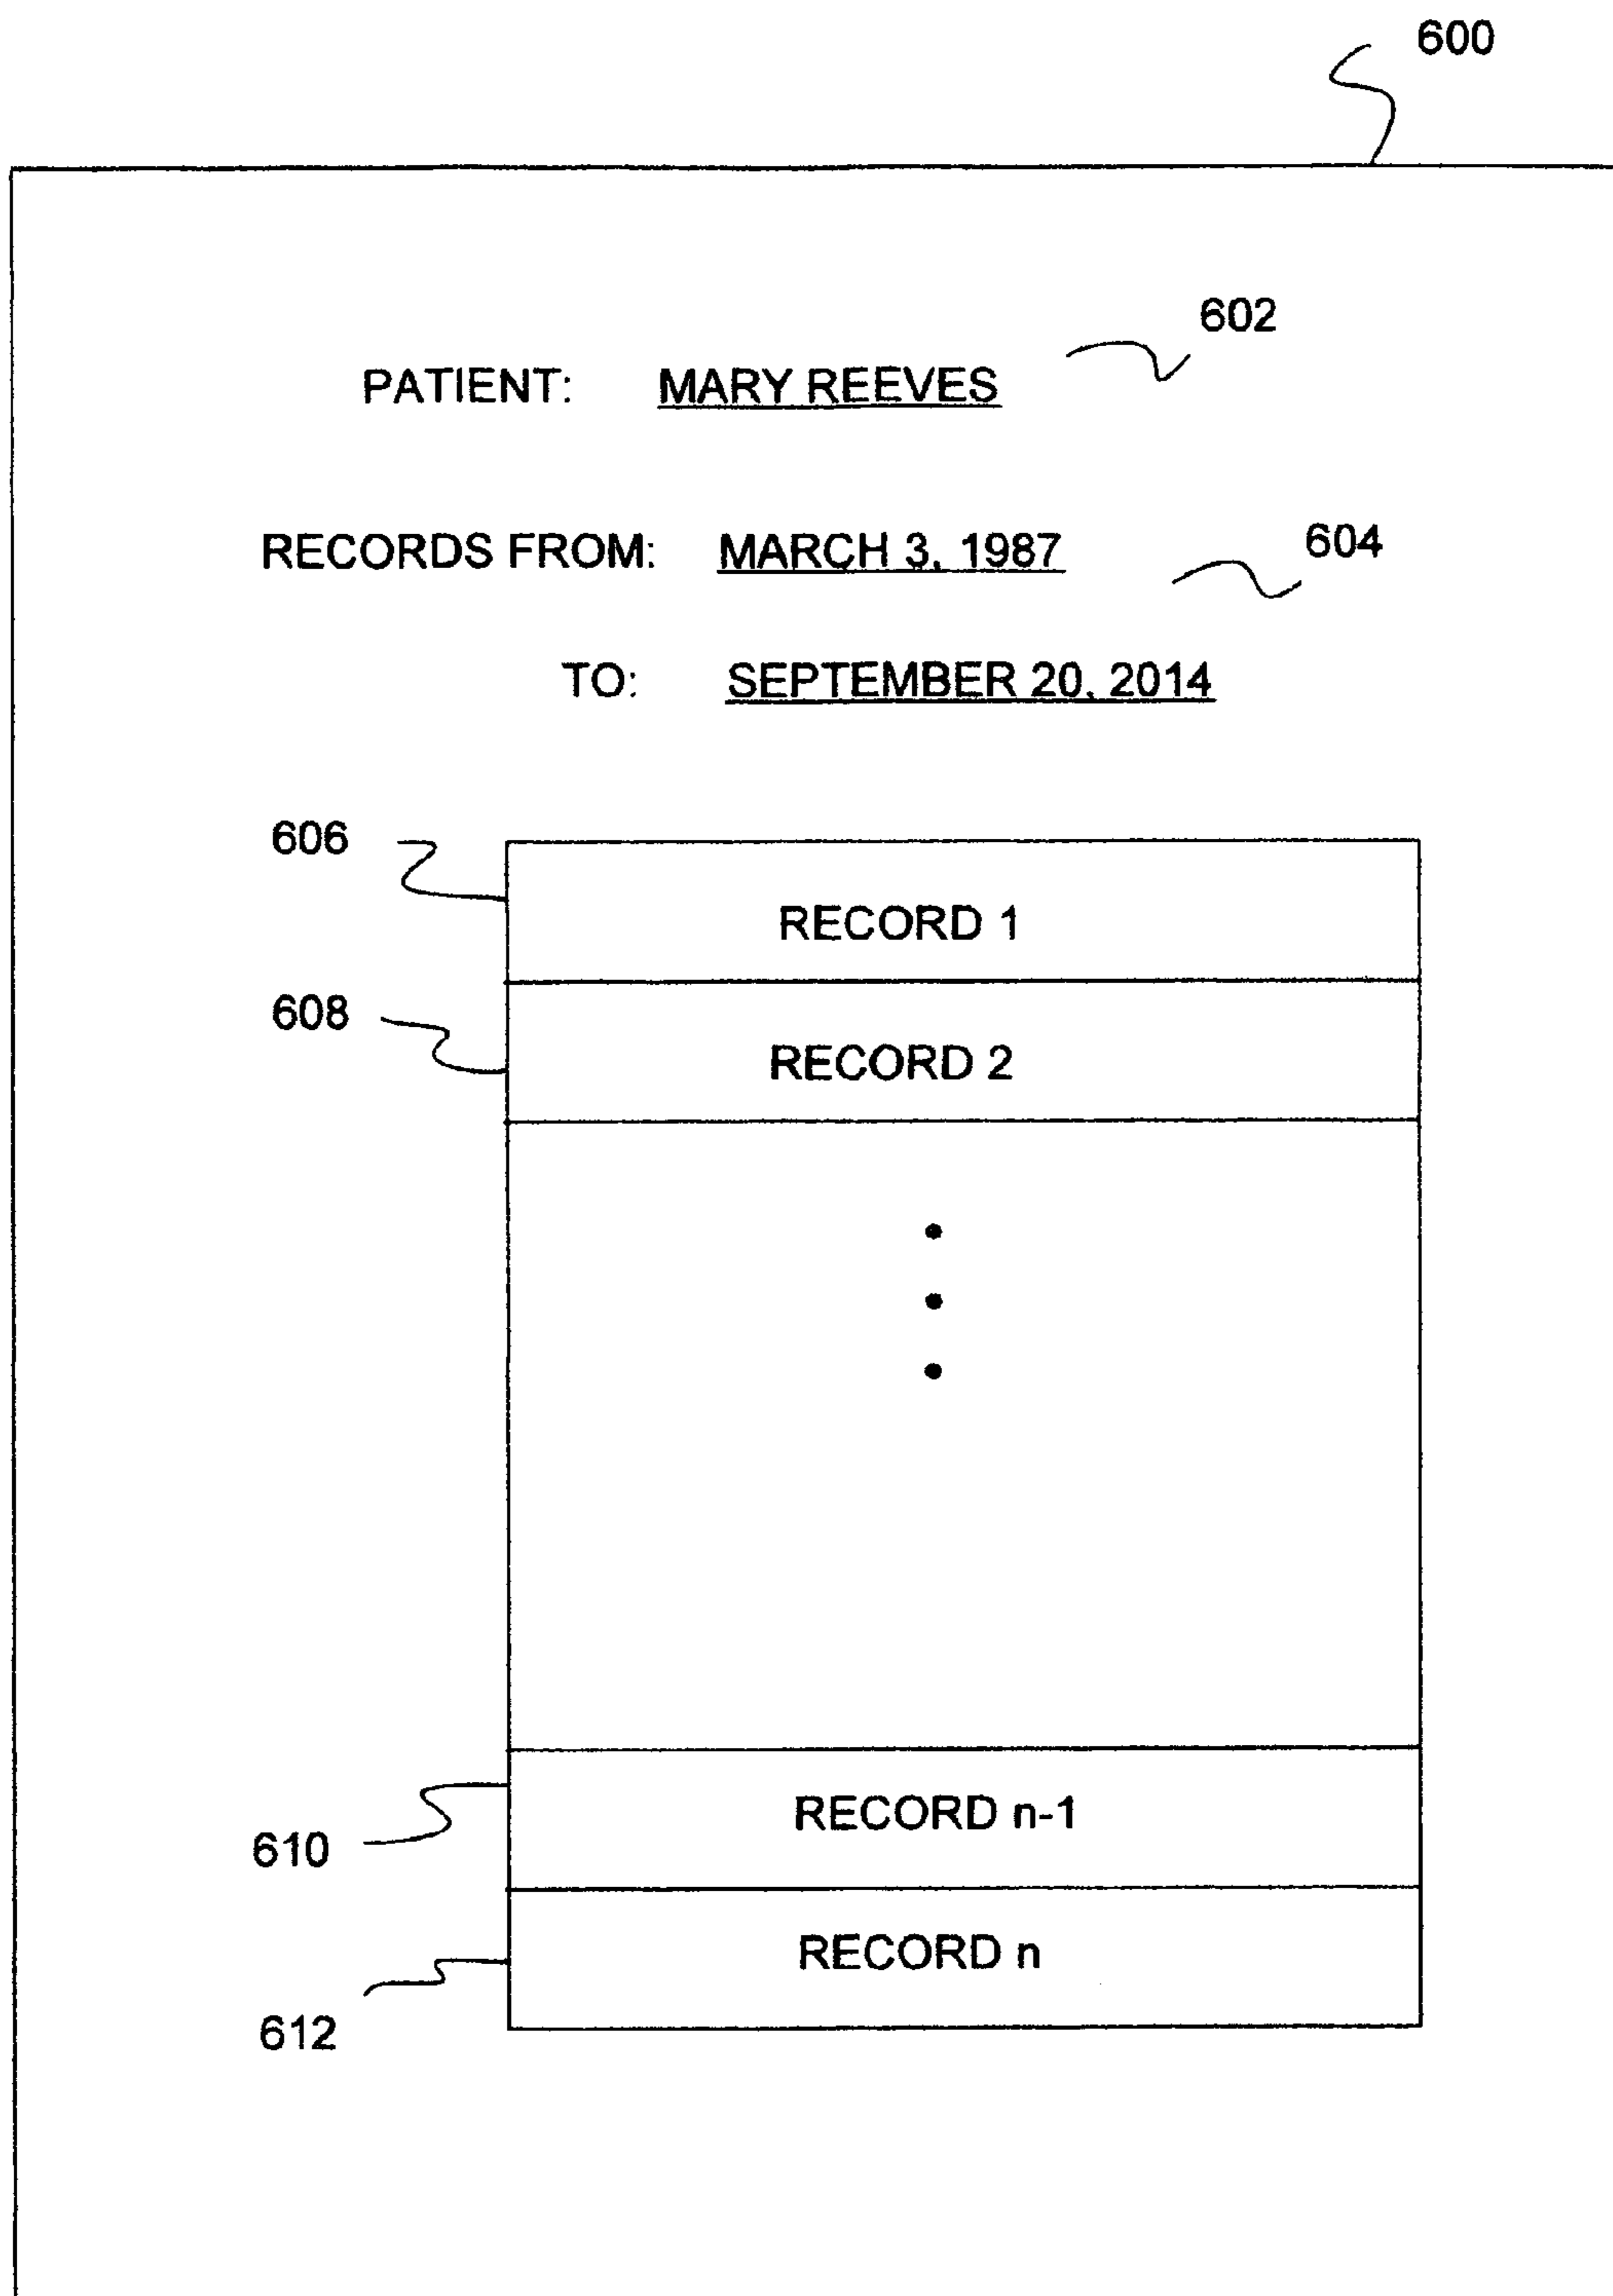 600
602
PATIENT: MARY REEVES
604
RECORDS FROM: MARCH 3, 1987
TO: SEPTEMBER 20, 2014
606
RECORD 1
608
RECORD 2
RECORD n-1
610
RECORD n
612